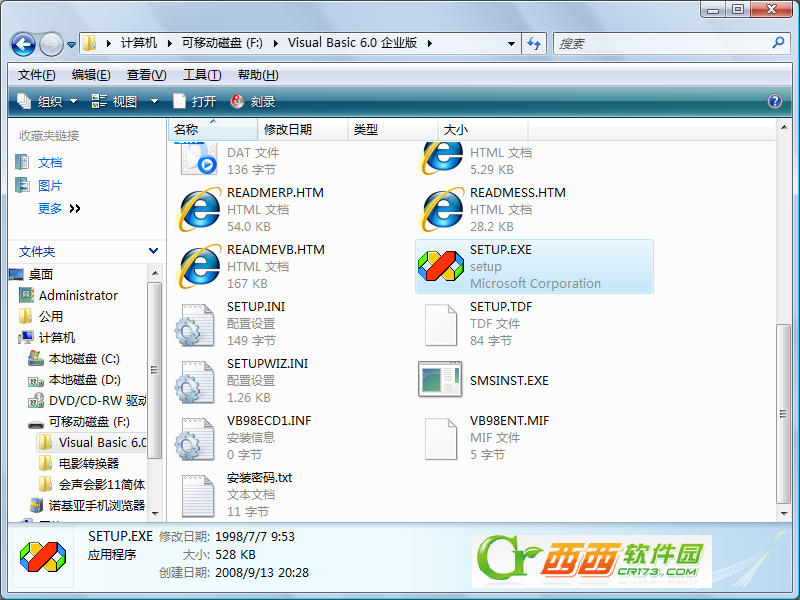 计算机 ▸ 可移动磁盘 (F:) ▸ Visual Basic 6.0 企业版 ▸
搜索
文件(F) 编辑(E) 查看(V) 工具(T) 帮助(H)
组织 视图 打开 刻录
收藏夹链接
文档
图片
更多 »
文件夹
桌面
Administrator
公用
计算机
本地磁盘 (C:)
本地磁盘 (D:)
DVD/CD-RW 驱动
可移动磁盘 (F:)
Visual Basic 6.0
电影转换器
会声会影11简体
诺基亚手机浏览器
名称 修改日期 类型 大小
DAT 文件
136 字节
HTML 文档
5.29 KB
READMERP.HTM
HTML 文档
54.0 KB
READMESS.HTM
HTML 文档
28.2 KB
READMEVB.HTM
HTML 文档
167 KB
SETUP.EXE
setup
Microsoft Corporation
SETUP.INI
配置设置
149 字节
SETUP.TDF
TDF 文件
84 字节
SETUPWIZ.INI
配置设置
1.26 KB
SMSINST.EXE
VB98ECD1.INF
安装信息
0 字节
VB98ENT.MIF
MIF 文件
5 字节
安装密码.txt
文本文档
11 字节
SETUP.EXE 修改日期: 1998/7/7 9:53
应用程序 大小: 528 KB
创建日期: 2008/9/13 20:28
Cr 西西软件园
CR173.COM